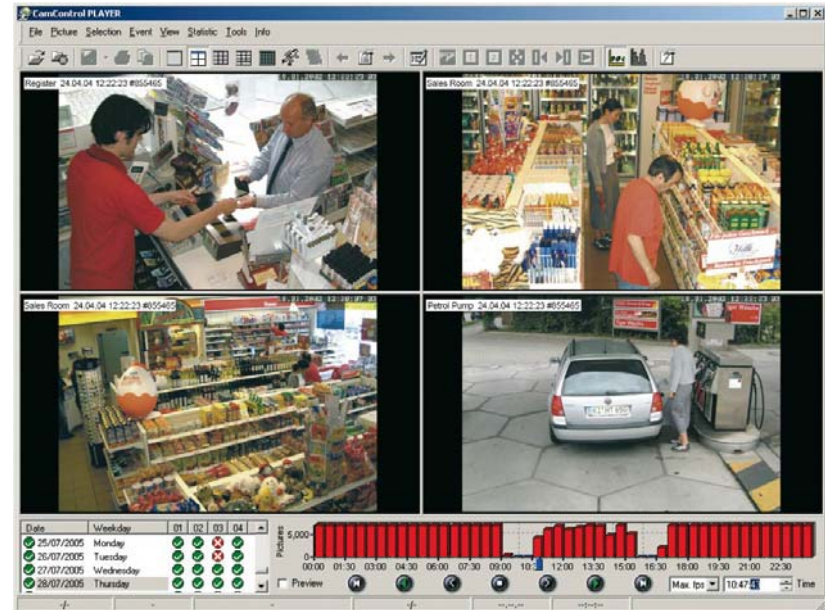 CamControl PLAYER
File Picture Selection Event View Statistic Tools Info
Register 24.04.04 12:22:23 #855465
Sales Room 24.04.04 12:22:23 #855465
Sales Room 24.04.04 12:22:23 #855465
Petrol Pump 24.04.04 12:22:23 #855465
Date Weekday 01 02 03 04
25/07/2005 Monday
26/07/2005 Tuesday
27/07/2005 Wednesday
28/07/2005 Thursday
Pictures
5,000
0
00:00 01:30 03:00 04:30 06:00 07:30 09:00 12:00 13:30 15:00 16:30 18:00 19:30 21:00 22:30
Preview
Max. fps
10:47:41
Time